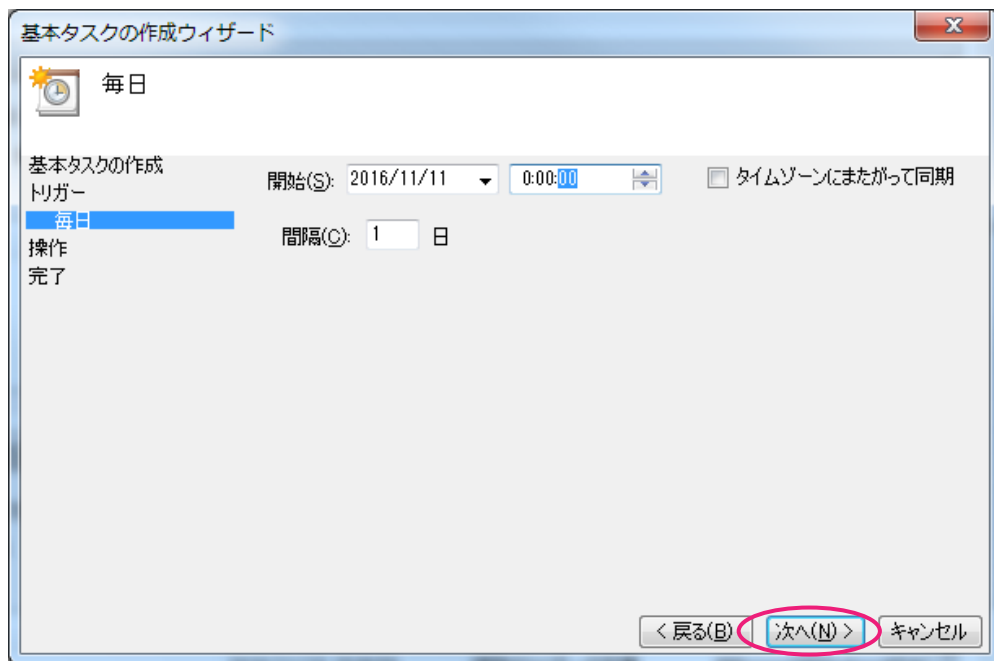 基本タスクの作成ウィザード
毎日
基本タスクの作成
トリガー
毎日
操作
完了
開始(S): 2016/11/11 0:00:00 タイムゾーンにまたがって同期
間隔(C): 1 日
< 戻る(B) 次へ(N) > キャンセル